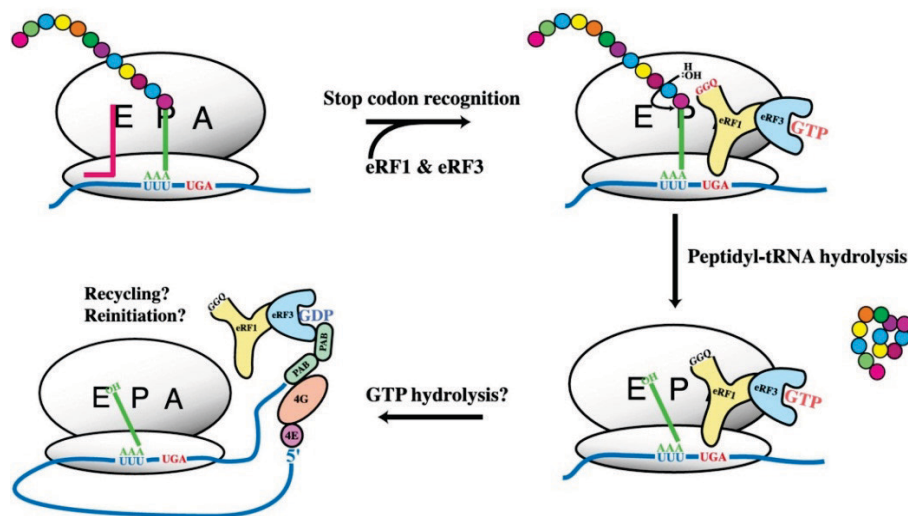 E P A
AAA
UUU UGA
Stop codon recognition
eRF1 & eRF3
H
:OH
GGQ
E P
eRF1 eRF3 GTP
AAA
UUU UGA
Peptidyl-tRNA hydrolysis
GGQ
OH
E P
eRF1 eRF3 GTP
AAA
UUU UGA
GTP hydrolysis?
Recycling?
Reinitiation?
GGQ
eRF1 eRF3 GDP
PAB
PAB
4G
4E
5'
OH
E P A
AAA
UUU UGA